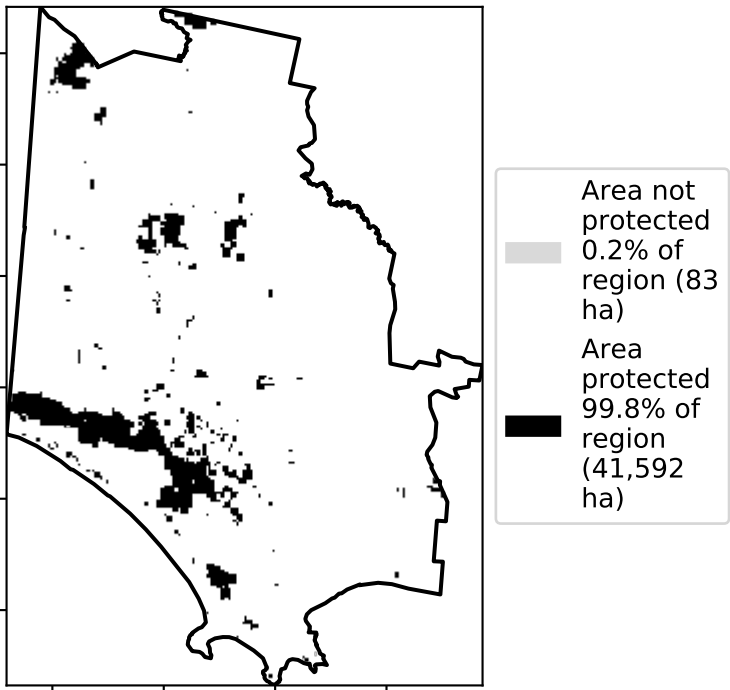 Area not
protected
0.2% of
region (83
ha)
Area
protected
99.8% of
region
(41,592
ha)